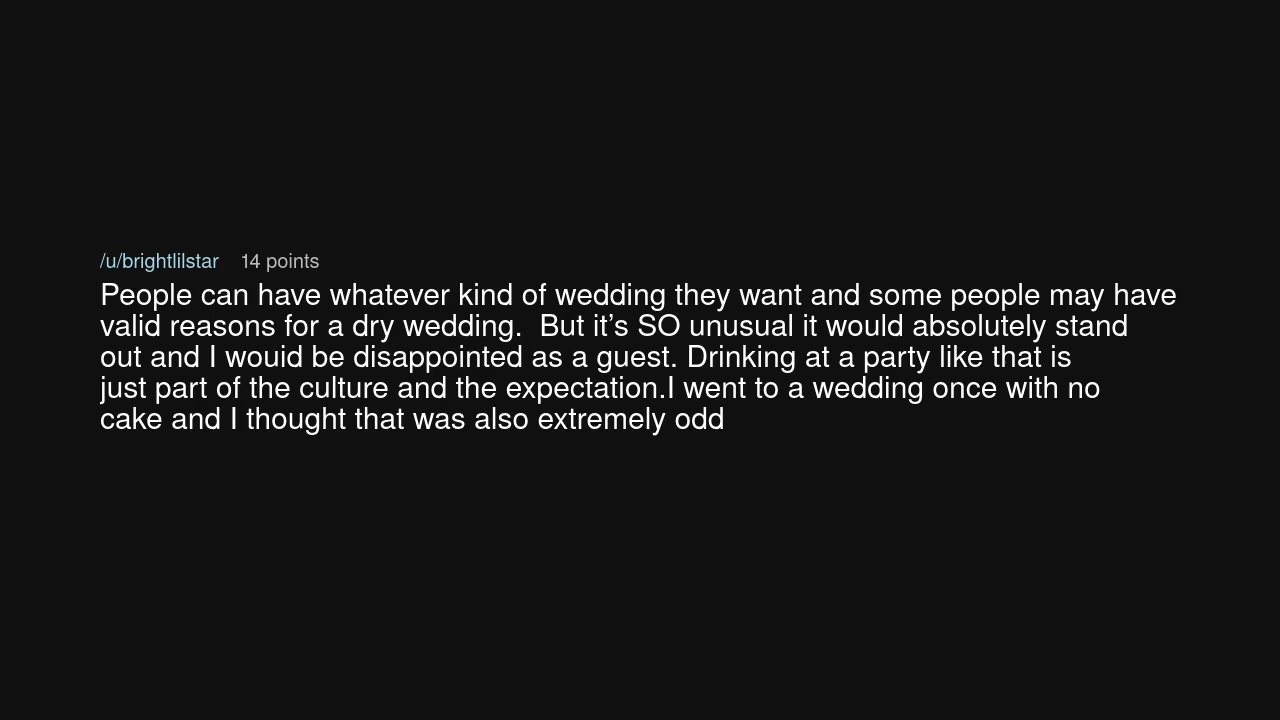 /u/brightlilstar 14 points
People can have whatever kind of wedding they want and some people may have
valid reasons for a dry wedding.  But it’s SO unusual it would absolutely stand
out and I wouid be disappointed as a guest. Drinking at a party like that is
just part of the culture and the expectation.I went to a wedding once with no
cake and I thought that was also extremely odd